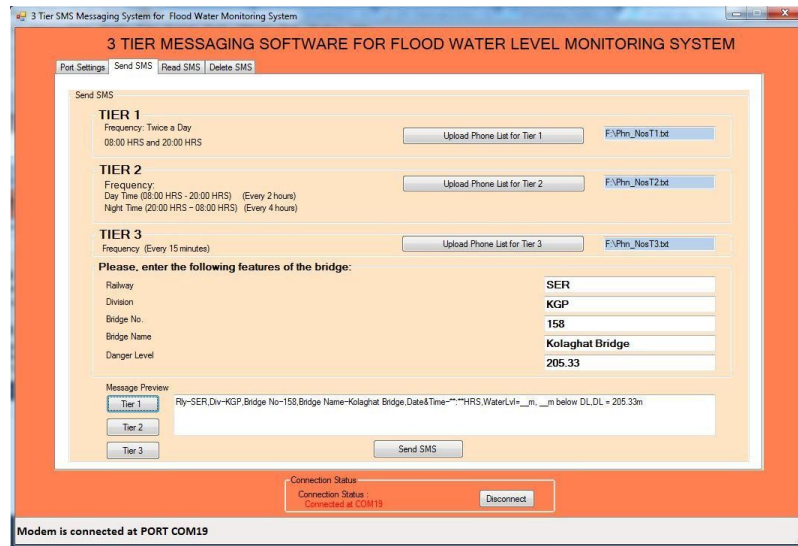 3 Tier SMS Messaging System for Flood Water Monitoring System
3 TIER MESSAGING SOFTWARE FOR FLOOD WATER LEVEL MONITORING SYSTEM
Port Settings Send SMS Read SMS Delete SMS
Send SMS
TIER 1
Frequency: Twice a Day
08:00 HRS and 20:00 HRS
Upload Phone List for Tier 1
F:\Phn_NosT1.txt
TIER 2
Frequency:
Day Time (08:00 HRS - 20:00 HRS) (Every 2 hours)
Night Time (20:00 HRS – 08:00 HRS) (Every 4 hours)
Upload Phone List for Tier 2
F:\Phn_NosT2.txt
TIER 3
Frequency (Every 15 minutes)
Upload Phone List for Tier 3
F:\Phn_NosT3.txt
Please, enter the following features of the bridge:
Railway SER
Division KGP
Bridge No. 158
Bridge Name Kolaghat Bridge
Danger Level 205.33
Message Preview
Tier 1
Rly-SER,Div-KGP,Bridge No-158,Bridge Name-Kolaghat Bridge,Date&Time-**:**HRS,WaterLvl=__m, __m below DL,DL = 205.33m
Tier 2
Tier 3
Send SMS
Connection Status
Connection Status :
Connected at COM19
Disconnect
Modem is connected at PORT COM19